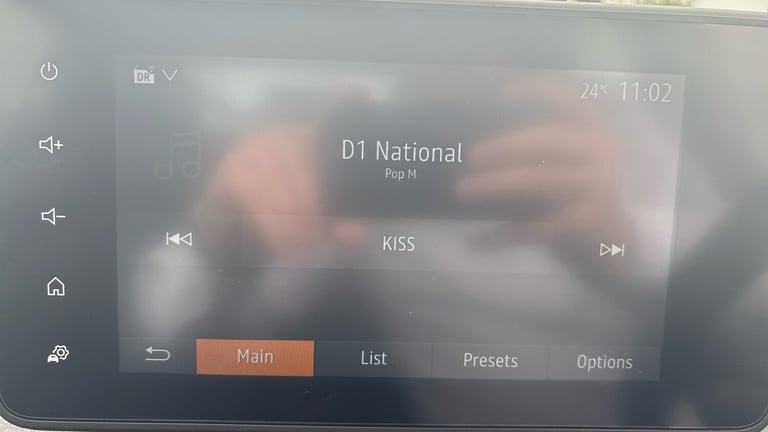 DR
24°C 11:02
D1 National
Pop M
KISS
Main List Presets Options